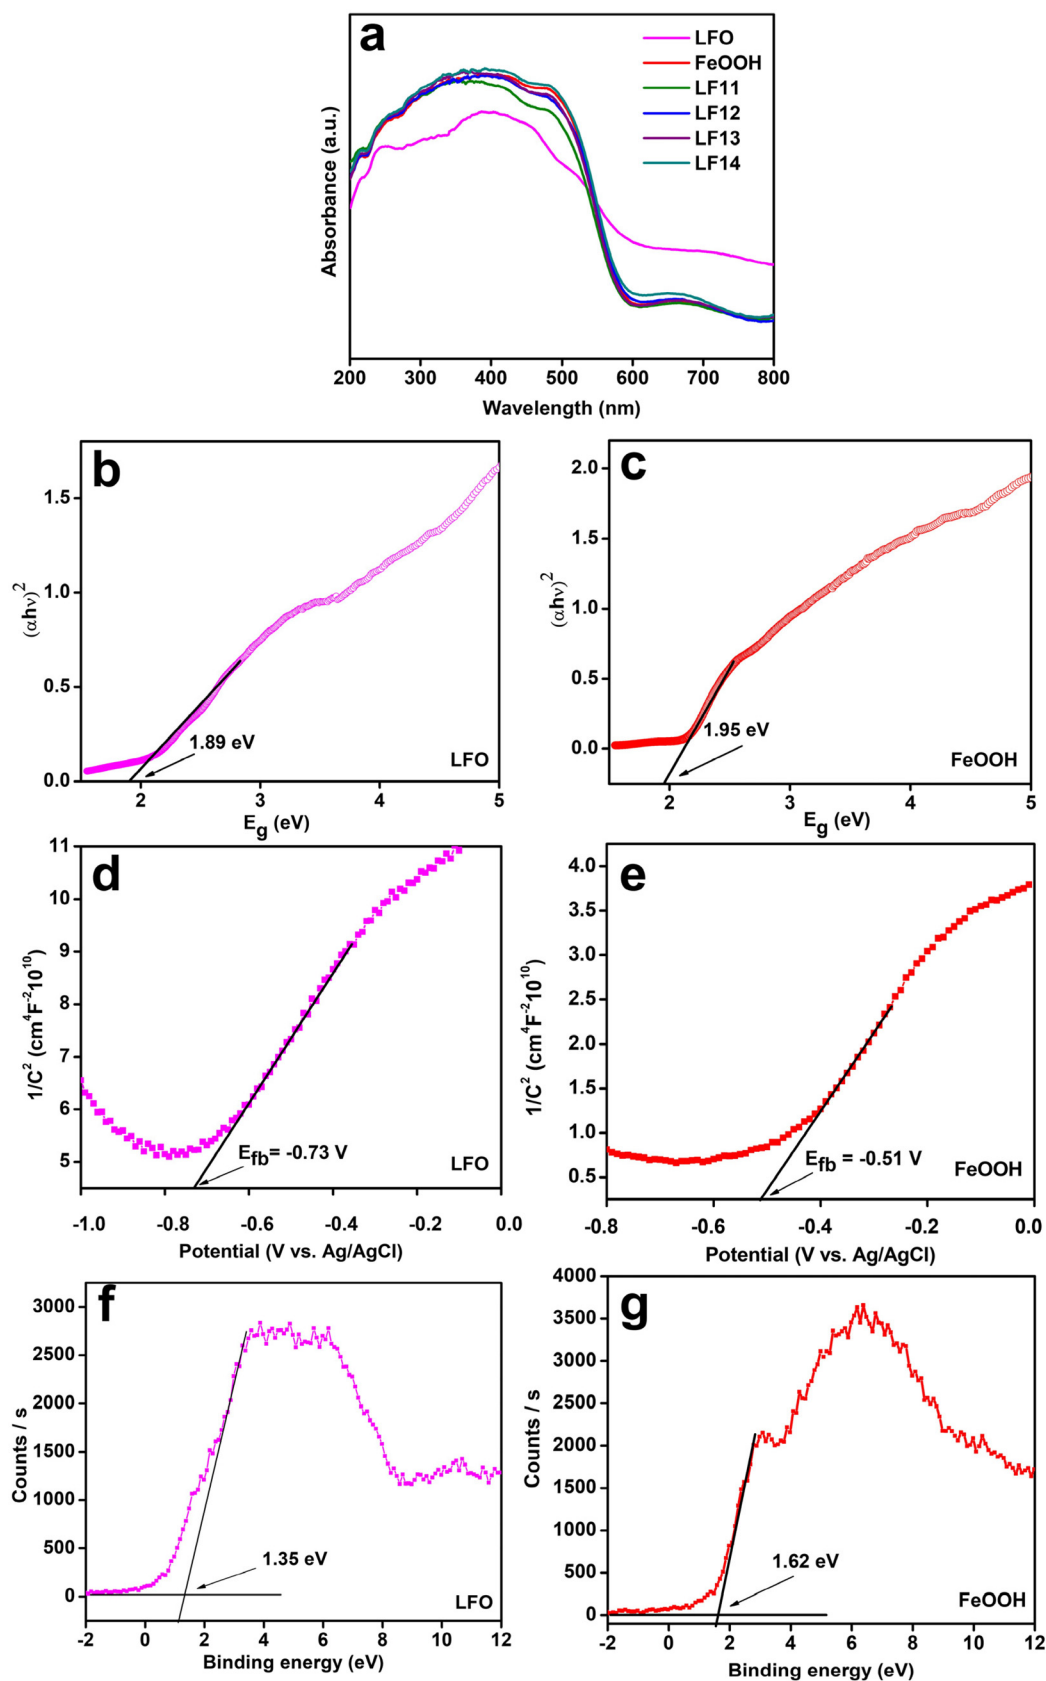 a
LFO
FeOOH
LF11
LF12
LF13
LF14
Absorbance (a.u.)
200 300 400 500 600 700 800
Wavelength (nm)
b
(αhν)²
1.5
1.0
0.5
0.0
1.89 eV
LFO
2 3 4 5
Eg (eV)
c
(αhν)²
2.0
1.5
1.0
0.5
0.0
1.95 eV
FeOOH
2 3 4 5
Eg (eV)
d
1/C² (cm⁴F⁻²10¹⁰)
11
10
9
8
7
6
5
Efb= -0.73 V
LFO
-1.0 -0.8 -0.6 -0.4 -0.2 0.0
Potential (V vs. Ag/AgCl)
e
1/C² (cm⁴F⁻²10¹⁰)
4.0
3.5
3.0
2.5
2.0
1.5
1.0
0.5
Efb = -0.51 V
FeOOH
-0.8 -0.6 -0.4 -0.2 0.0
Potential (V vs. Ag/AgCl)
f
Counts / s
3000
2500
2000
1500
1000
500
0
1.35 eV
LFO
-2 0 2 4 6 8 10 12
Binding energy (eV)
g
Counts / s
4000
3500
3000
2500
2000
1500
1000
500
0
1.62 eV
FeOOH
-2 0 2 4 6 8 10 12
Binding energy (eV)